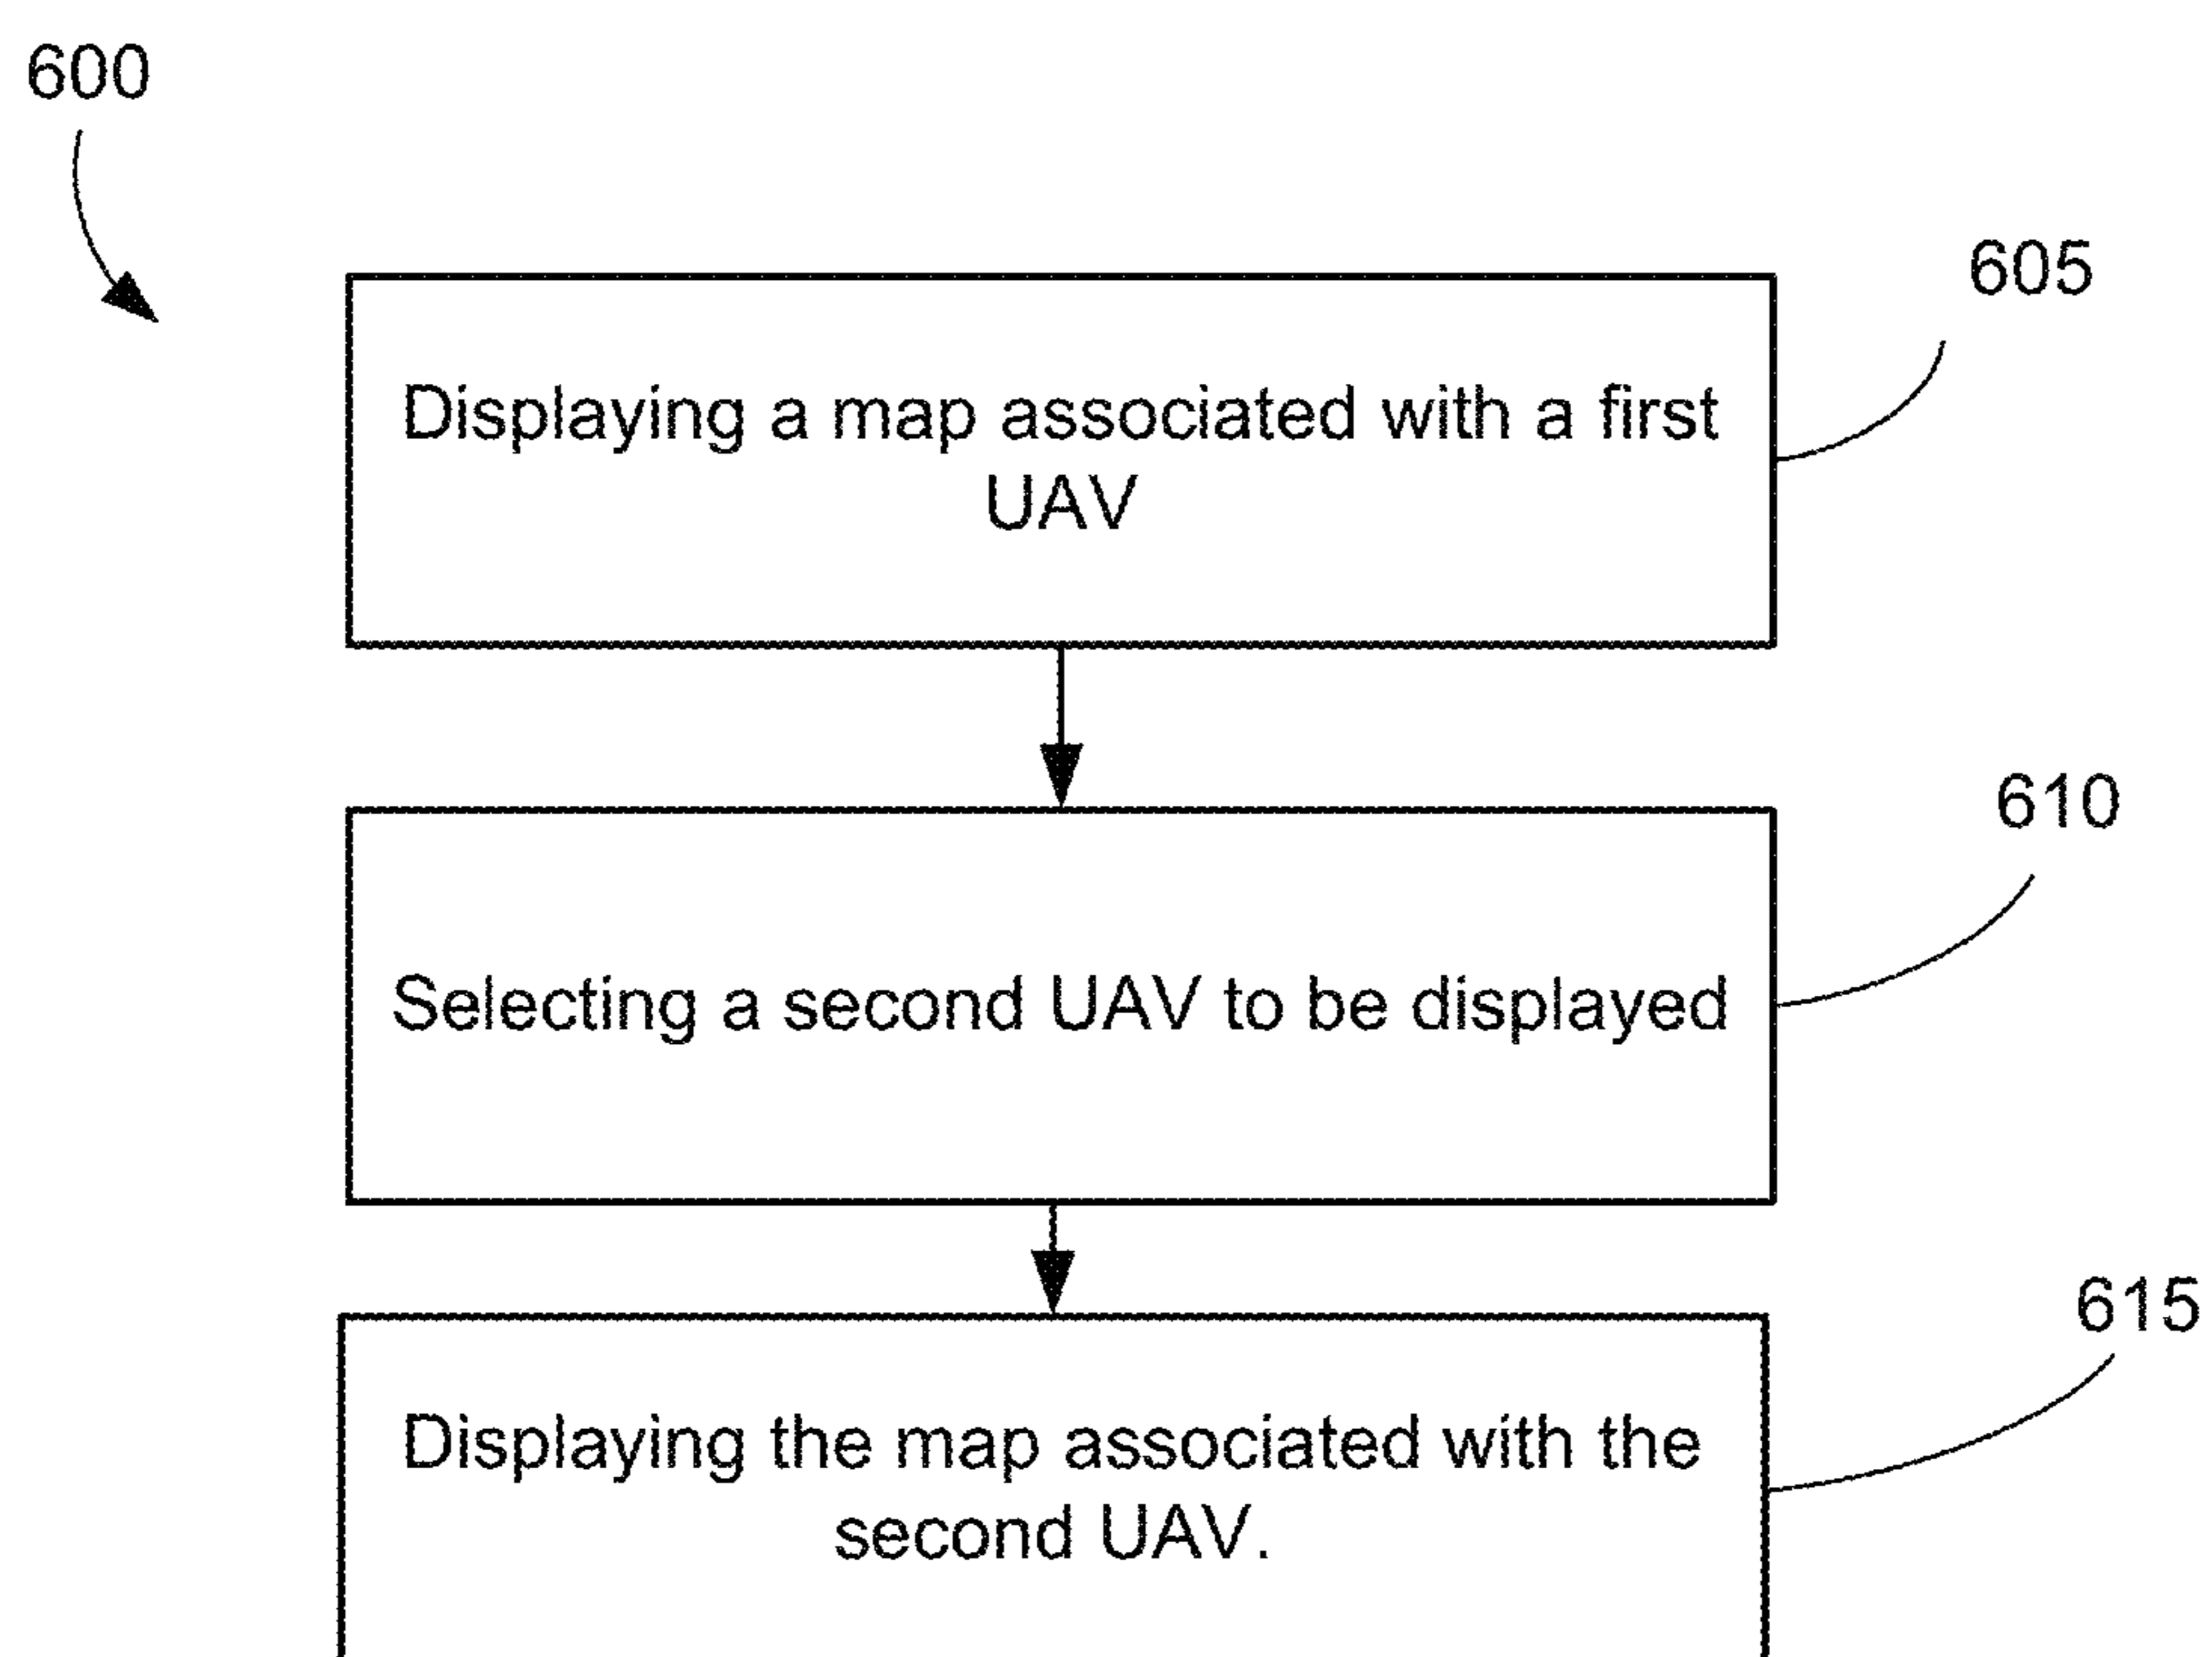 600
605
Displaying a map associated with a first
UAV
610
Selecting a second UAV to be displayed
615
Displaying the map associated with the
second UAV.